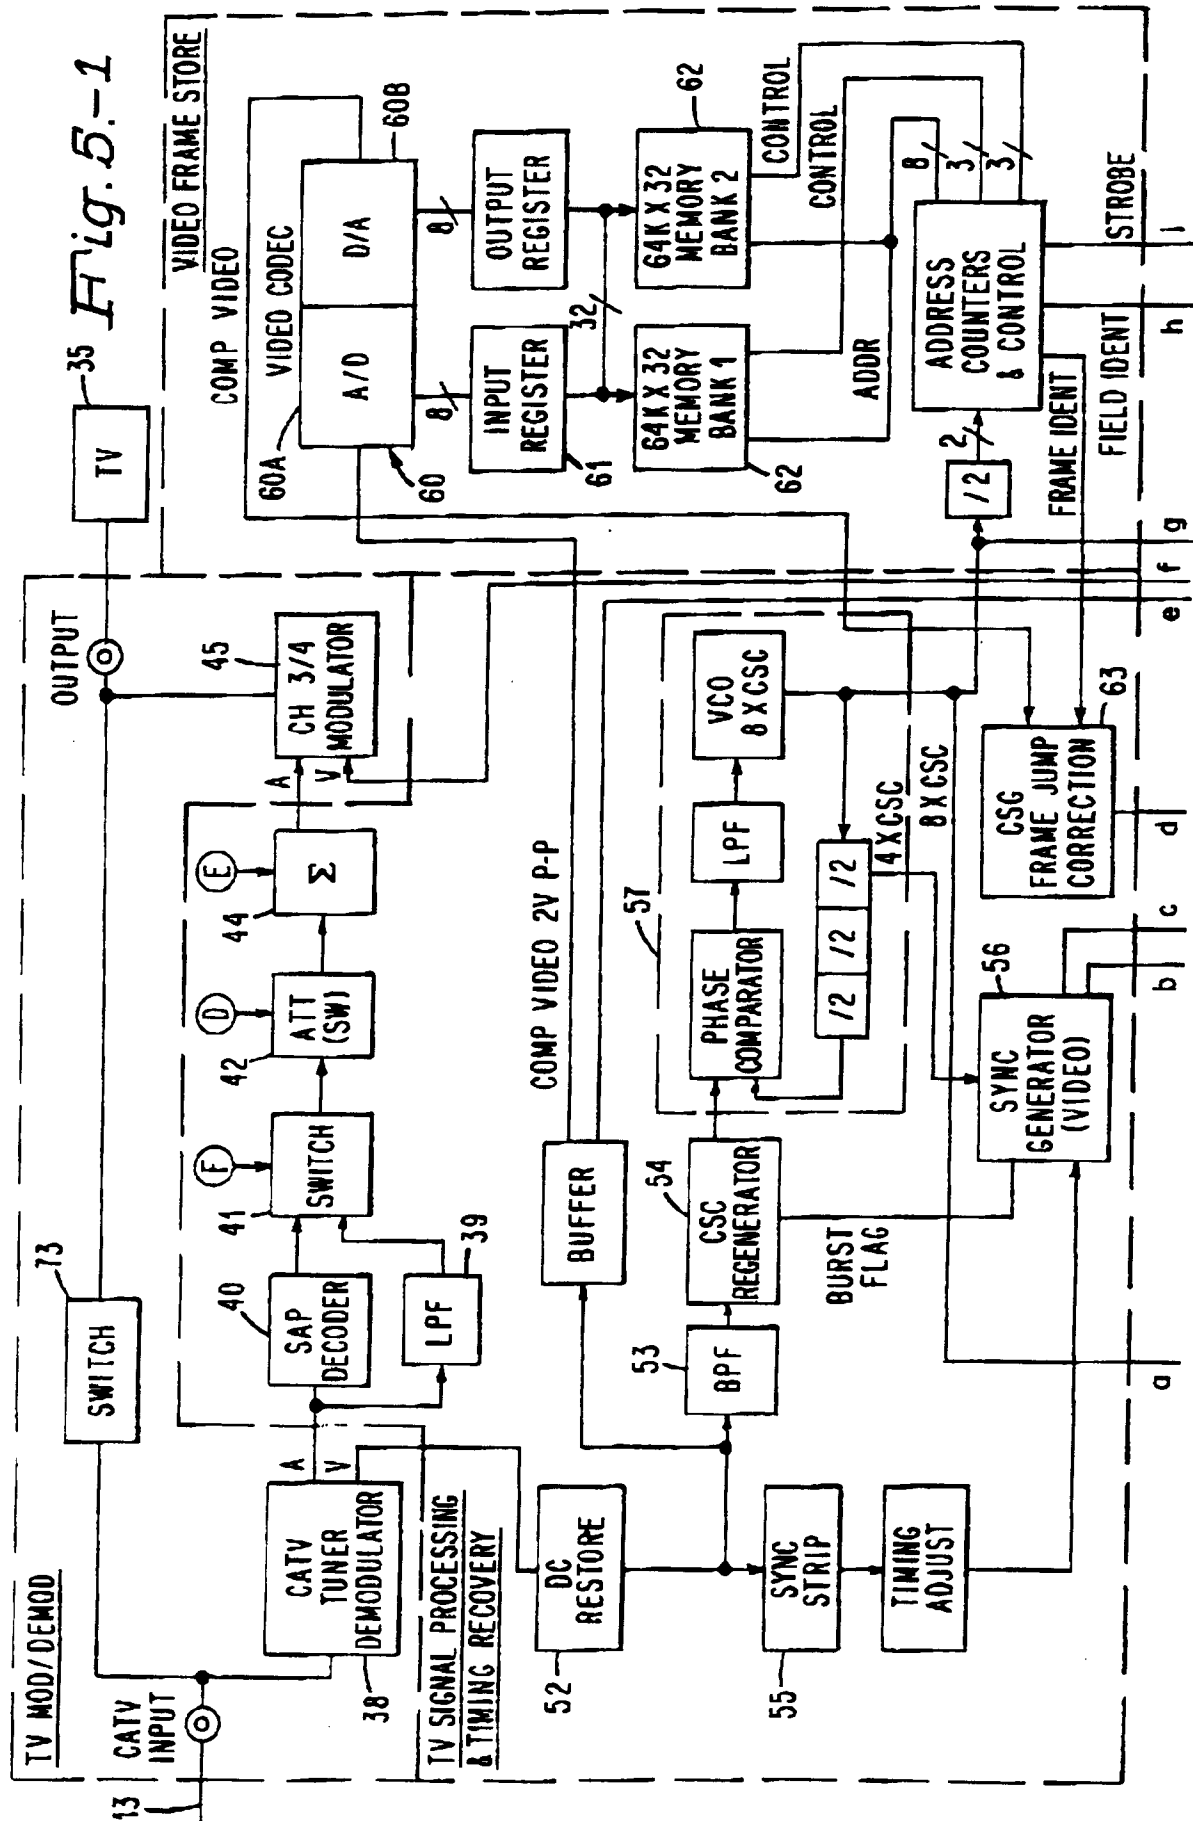 Fig. 5.-1
TV MOD/DEMOD
CATV
INPUT
13
SWITCH
73
OUTPUT
TV
35
CATV
TUNER
DEMODULATOR
38
A
V
SAP
DECODER
40
LPF
39
F
SWITCH
41
D
ATT
(SW)
42
E
Σ
44
A
V
CH 3/4
MODULATOR
45
TV SIGNAL PROCESSING
& TIMING RECOVERY
DC
RESTORE
52
BUFFER
COMP VIDEO 2V P-P
BPF
53
CSC
REGENERATOR
54
BURST
FLAG
57
PHASE
COMPARATOR
LPF
VCO
8 X CSC
/2
/2
/2
4 X CSC
8 X CSC
SYNC
STRIP
55
TIMING
ADJUST
SYNC
GENERATOR
(VIDEO)
56
CSG
FRAME JUMP
CORRECTION
63
VIDEO FRAME STORE
COMP VIDEO
VIDEO CODEC
60A
A/D
D/A
60B
60
8
8
INPUT
REGISTER
61
OUTPUT
REGISTER
32
64K X 32
MEMORY
BANK 1
62
64K X 32
MEMORY
BANK 2
62
CONTROL
CONTROL
ADDR
8
3
3
/2
2
ADDRESS
COUNTERS
& CONTROL
FRAME IDENT
FIELD IDENT
STROBE
a
b
c
d
e
f
g
h
i